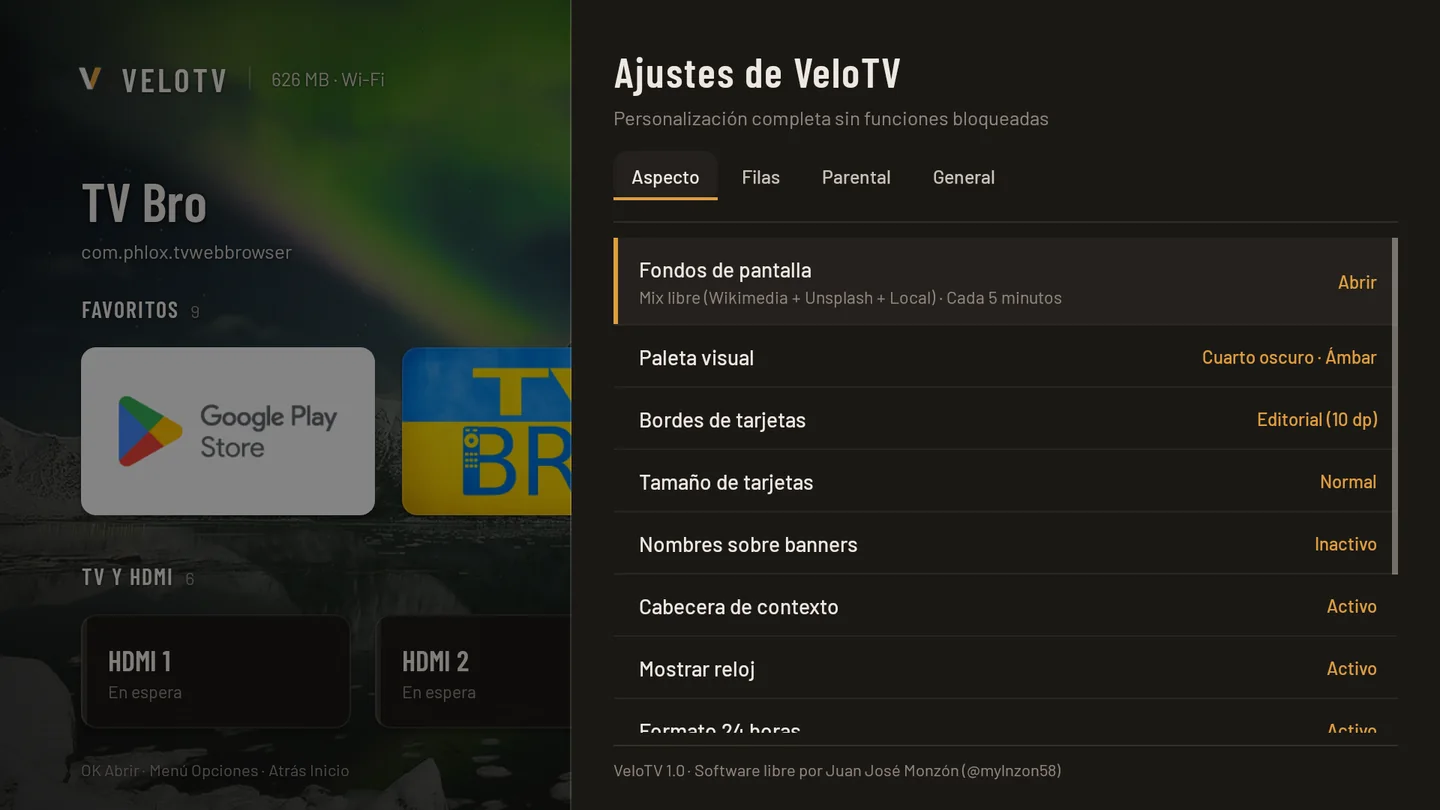 VELOTV
626 MB · Wi-Fi
TV Bro
com.phlox.tvwebbrowser
FAVORITOS 9
Google Play
Store
TV
BR
TV Y HDMI 6
HDMI 1
En espera
HDMI 2
En espera
OK Abrir · Menú Opciones · Atrás Inicio
Ajustes de VeloTV
Personalización completa sin funciones bloqueadas
Aspecto Filas Parental General
Fondos de pantalla
Mix libre (Wikimedia + Unsplash + Local) · Cada 5 minutos
Abrir
Paleta visual Cuarto oscuro · Ámbar
Bordes de tarjetas Editorial (10 dp)
Tamaño de tarjetas Normal
Nombres sobre banners Inactivo
Cabecera de contexto Activo
Mostrar reloj Activo
Formato 24 horas Activo
VeloTV 1.0 · Software libre por Juan José Monzón (@mylnzon58)